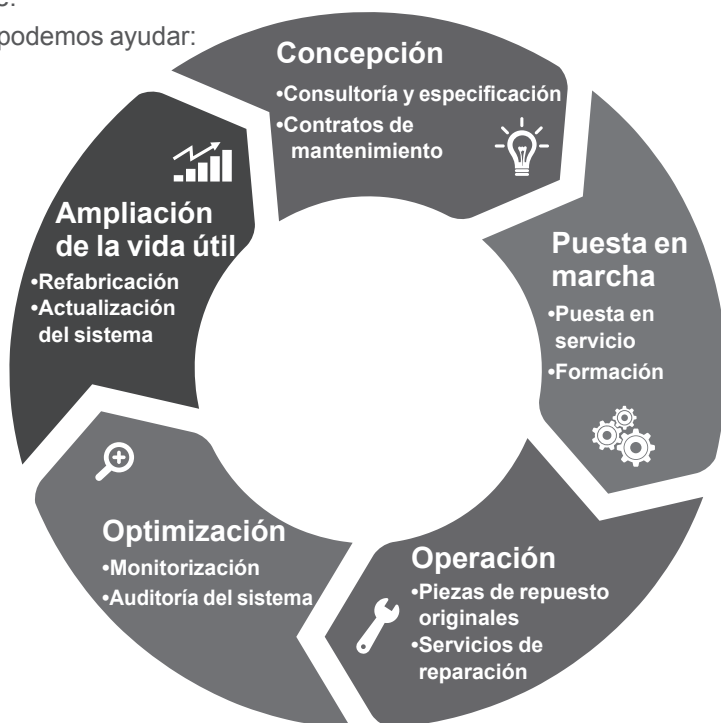 podemos ayudar:
Concepción
•Consultoría y especificación
•Contratos de
mantenimiento
Puesta en
marcha
•Puesta en
servicio
•Formación
Operación
•Piezas de repuesto
originales
•Servicios de
reparación
Optimización
•Monitorización
•Auditoría del sistema
Ampliación
de la vida útil
•Refabricación
•Actualización
del sistema